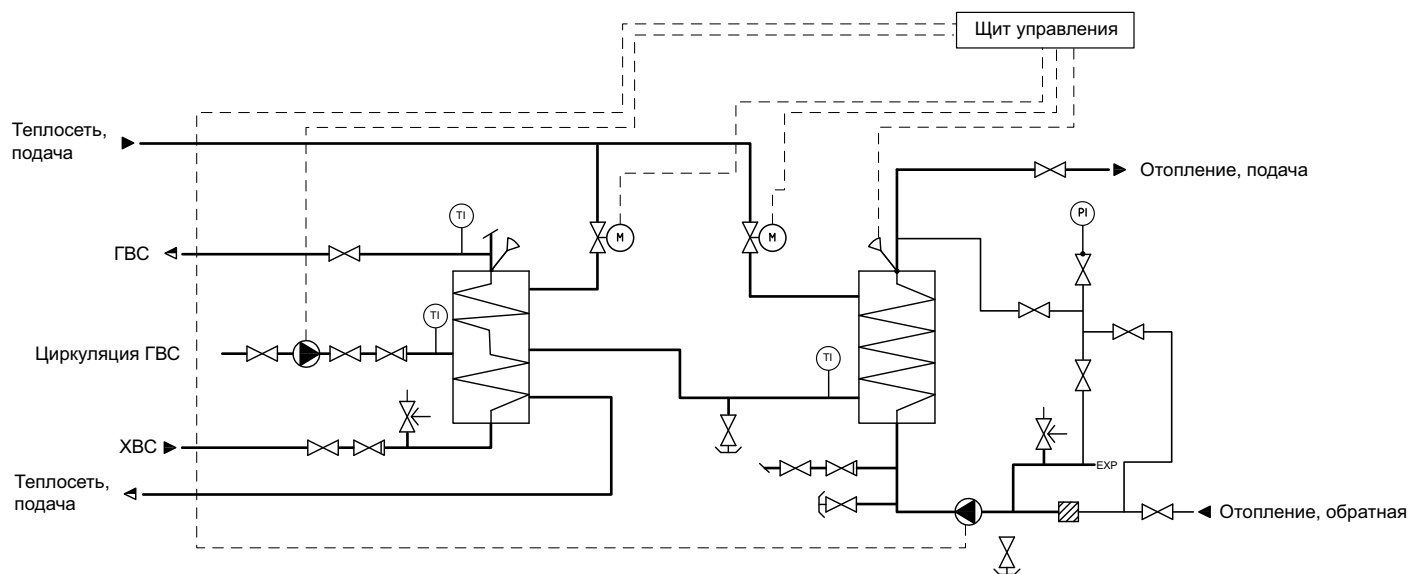 Щит управления
Теплосеть,
подача
Отопление, подача
TI
PI
M
M
ГВС
TI
Циркуляция ГВС
TI
ХВС
EXP
Теплосеть,
подача
Отопление, обратная